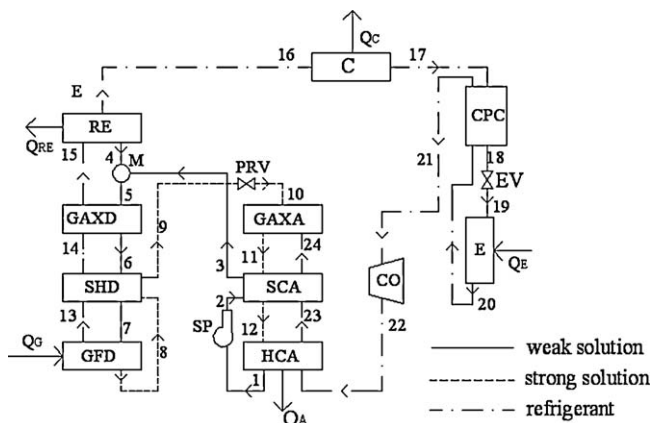 Qc
16
C
17
E
CPC
RE
QRE
15
4
M
PRV
21
18
EV
5
10
GAXD
9
GAXA
19
14
6
11
24
E
SHD
3
SCA
CO
QE
2
20
13
7
SP
12
23
22
QG
GFD
8
HCA
weak solution
1
strong solution
QA
refrigerant